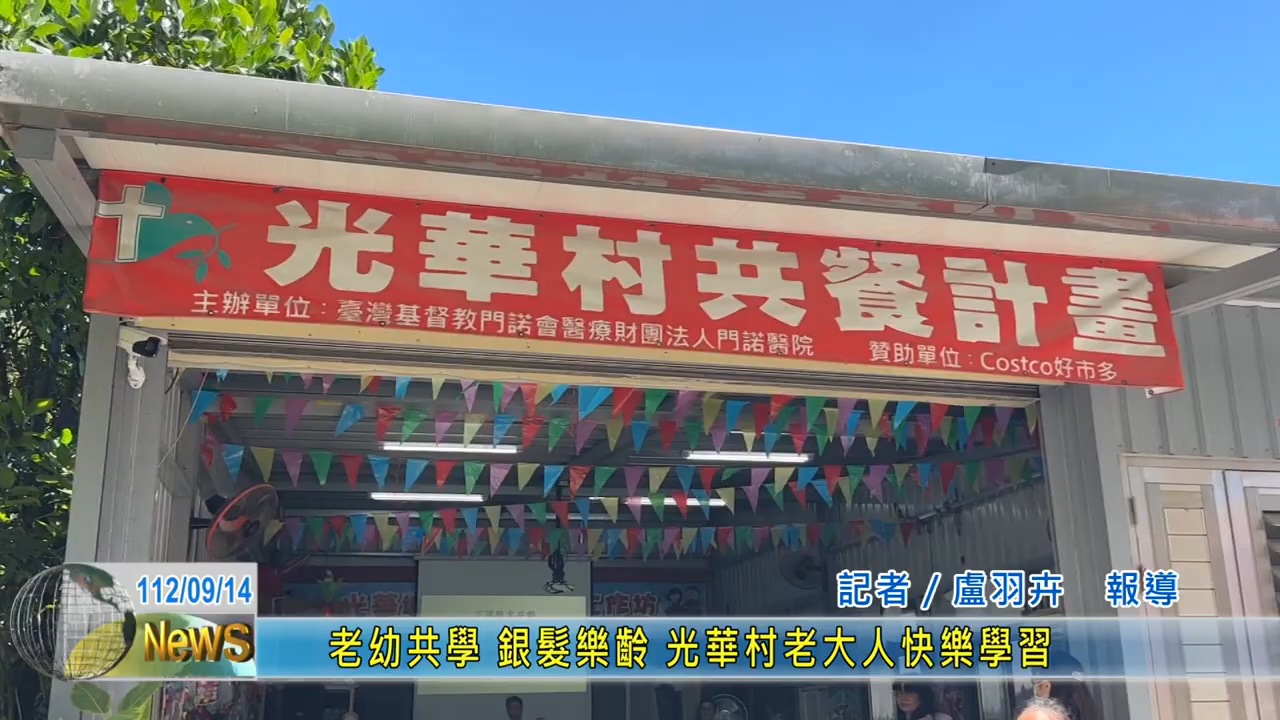 光華村共餐計畫
主辦單位：臺灣基督教門諾會醫療財團法人門諾醫院
贊助單位：Costco好市多
112/09/14
記者/盧羽卉 報導
NewS
老幼共學 銀髮樂齡 光華村老大人快樂學習